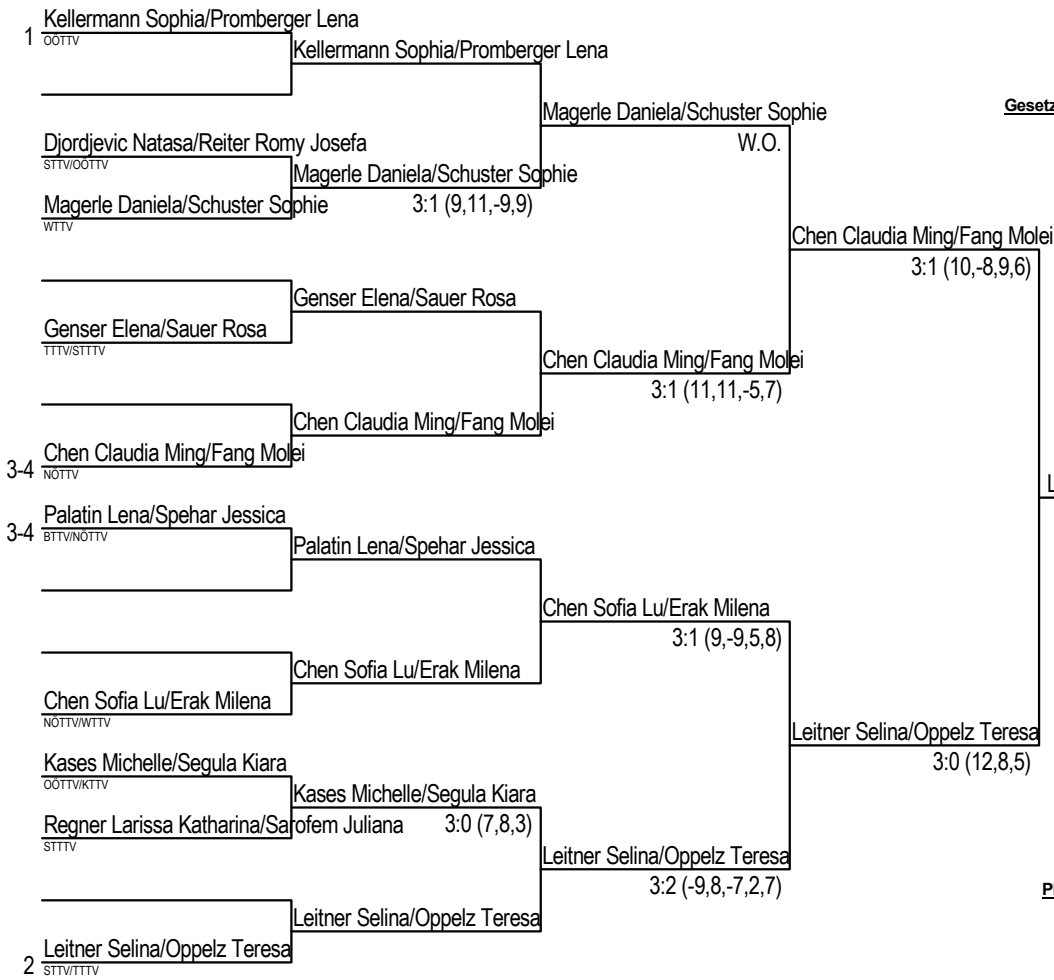 Kellermann Sophia/Promberger Lena
1
OÖTTV
Kellermann Sophia/Promberger Lena
Magerle Daniela/Schuster Sophie
W.O.
Gesetz
Djordjevic Natasa/Reiter Romy Josefa
STTV/OÖTTV
Magerle Daniela/Schuster Sophie
3:1 (9,11,-9,9)
Magerle Daniela/Schuster Sophie
WTTV
Chen Claudia Ming/Fang Molei
3:1 (10,-8,9,6)
Genser Elena/Sauer Rosa
Genser Elena/Sauer Rosa
TTTV/STTTV
Chen Claudia Ming/Fang Molei
3:1 (11,11,-5,7)
Chen Claudia Ming/Fang Molei
Chen Claudia Ming/Fang Molei
3-4
NÖTTV
L
Palatin Lena/Spehar Jessica
3-4
BTTV/NÖTTV
Palatin Lena/Spehar Jessica
Chen Sofia Lu/Erak Milena
3:1 (9,-9,5,8)
Chen Sofia Lu/Erak Milena
Chen Sofia Lu/Erak Milena
NÖTTV/WTTV
Leitner Selina/Oppelz Teresa
3:0 (12,8,5)
Kases Michelle/Segula Kiara
OÖTTV/KTTV
Kases Michelle/Segula Kiara
3:0 (7,8,3)
Regner Larissa Katharina/Sarofem Juliana
STTTV
Leitner Selina/Oppelz Teresa
3:2 (-9,8,-7,2,7)
Leitner Selina/Oppelz Teresa
Leitner Selina/Oppelz Teresa
2
STTV/TTTV